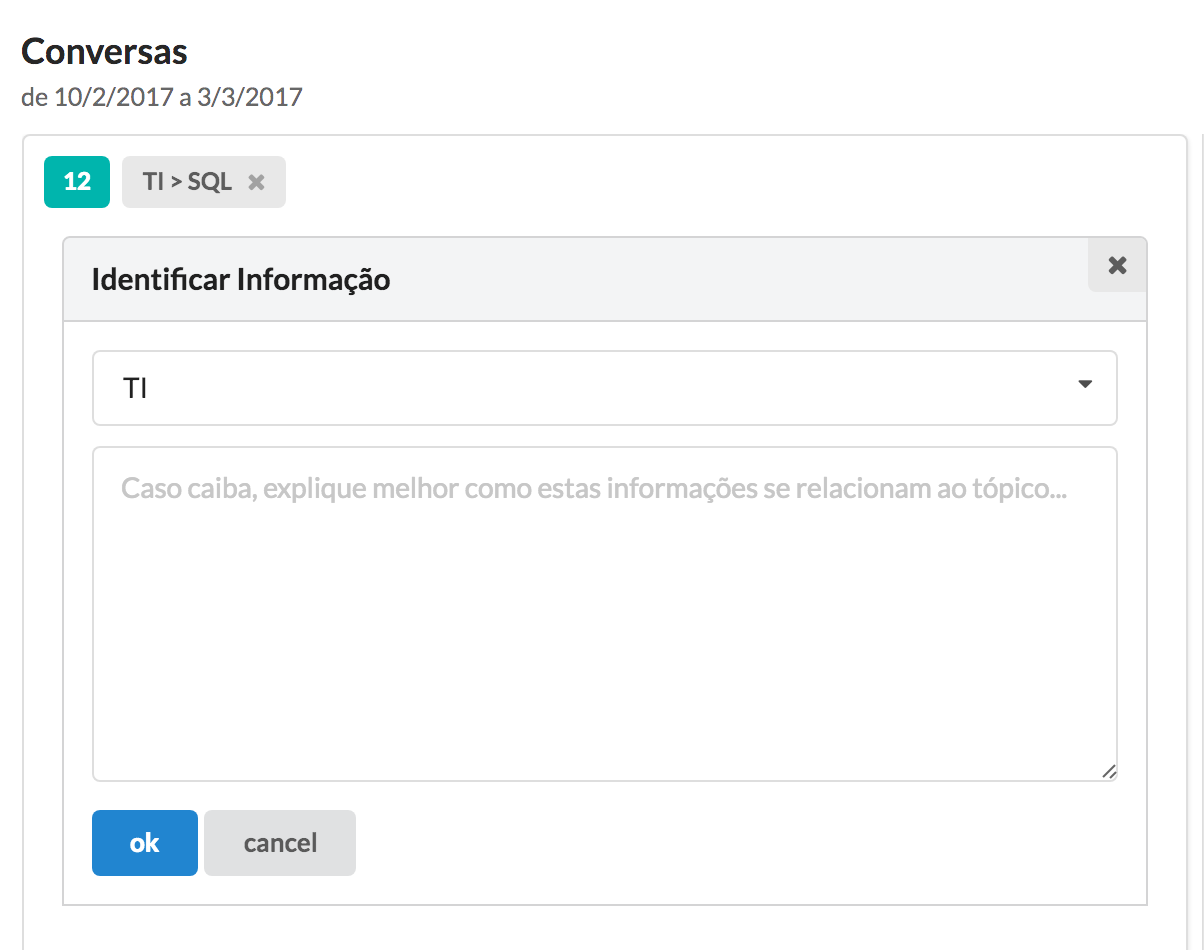 Conversas
de 10/2/2017 a 3/3/2017
12 TI > SQL
Identificar Informação
TI
Caso caiba, explique melhor como estas informações se relacionam ao tópico...
ok cancel